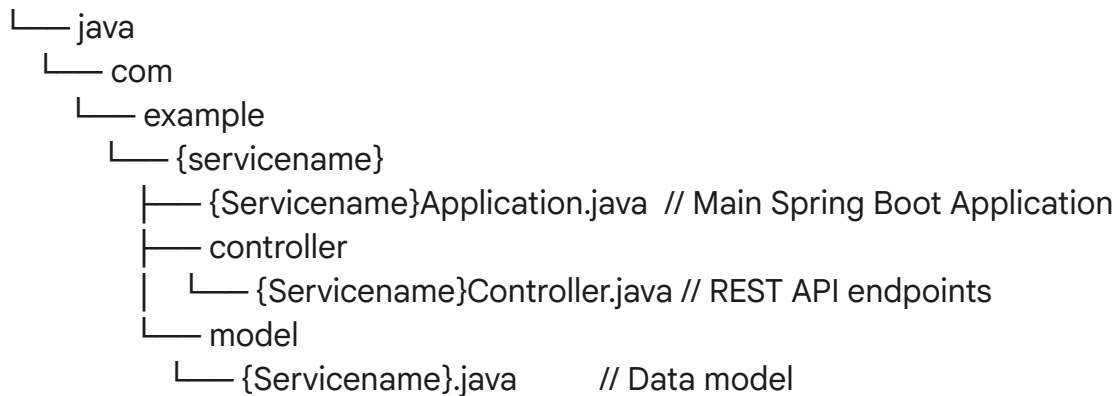 └── java
└── com
└── example
└── {servicename}
├── {Servicename}Application.java // Main Spring Boot Application
├── controller
│ └── {Servicename}Controller.java // REST API endpoints
└── model
└── {Servicename}.java // Data model